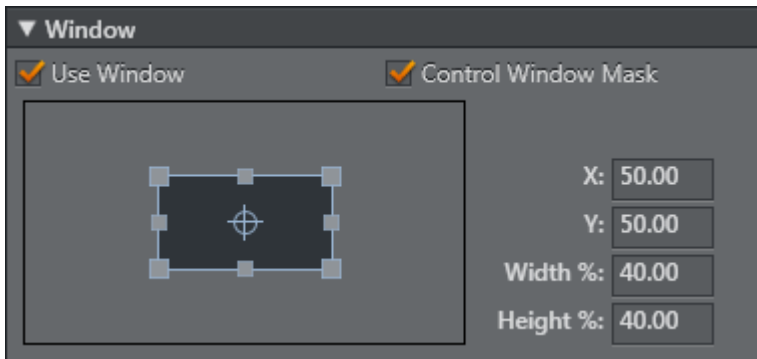 Window
Use Window
Control Window Mask
X: 50.00
Y: 50.00
Width %: 40.00
Height %: 40.00